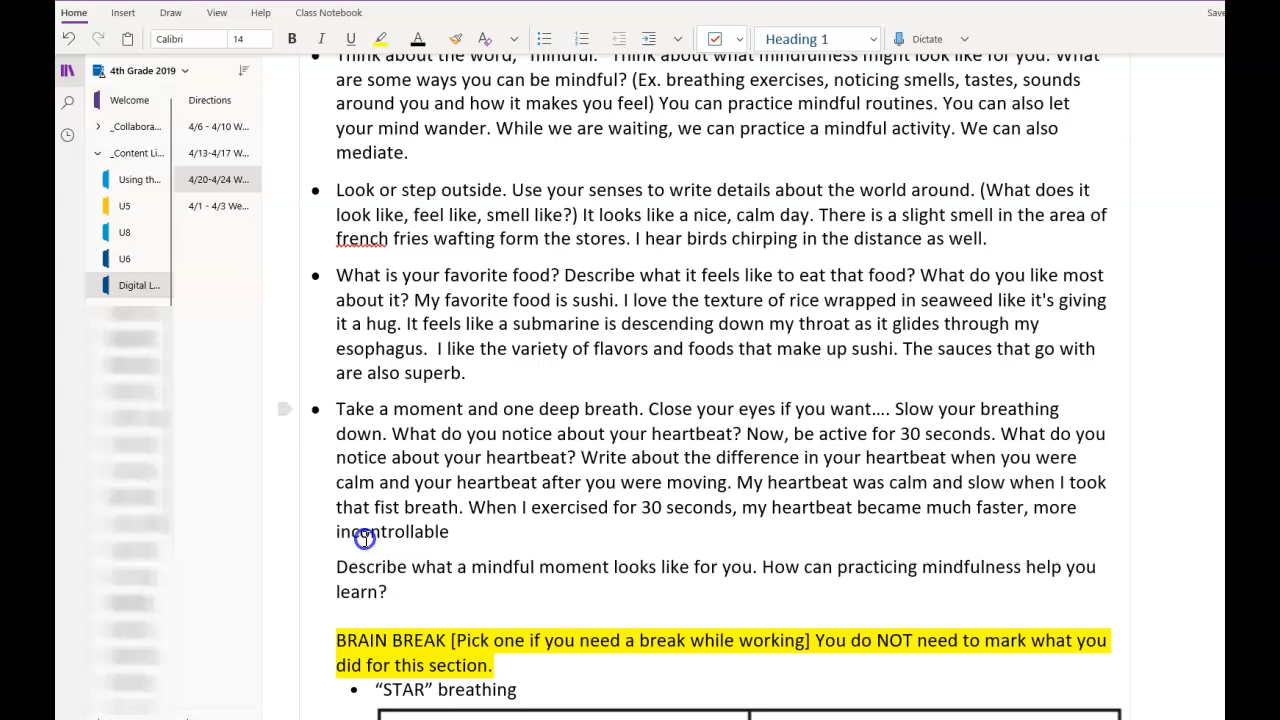 Home Insert Draw View Help Class Notebook Save
Calibri 14 B I U A Heading 1 Dictate
4th Grade 2019
Welcome
_Collabora...
_Content Li...
Using th...
U5
U8
U6
Digital L...
Directions
4/6 - 4/10 W...
4/13-4/17 W...
4/20-4/24 W...
4/1 - 4/3 We...
Think about the word, "mindful." Think about what mindfulness might look like for you. What
are some ways you can be mindful? (Ex. breathing exercises, noticing smells, tastes, sounds
around you and how it makes you feel) You can practice mindful routines. You can also let
your mind wander. While we are waiting, we can practice a mindful activity. We can also
mediate.
Look or step outside. Use your senses to write details about the world around. (What does it
look like, feel like, smell like?) It looks like a nice, calm day. There is a slight smell in the area of
french fries wafting form the stores. I hear birds chirping in the distance as well.
What is your favorite food? Describe what it feels like to eat that food? What do you like most
about it? My favorite food is sushi. I love the texture of rice wrapped in seaweed like it's giving
it a hug. It feels like a submarine is descending down my throat as it glides through my
esophagus. I like the variety of flavors and foods that make up sushi. The sauces that go with
are also superb.
Take a moment and one deep breath. Close your eyes if you want.... Slow your breathing
down. What do you notice about your heartbeat? Now, be active for 30 seconds. What do you
notice about your heartbeat? Write about the difference in your heartbeat when you were
calm and your heartbeat after you were moving. My heartbeat was calm and slow when I took
that fist breath. When I exercised for 30 seconds, my heartbeat became much faster, more
incontrollable
Describe what a mindful moment looks like for you. How can practicing mindfulness help you
learn?
BRAIN BREAK [Pick one if you need a break while working] You do NOT need to mark what you
did for this section.
“STAR” breathing